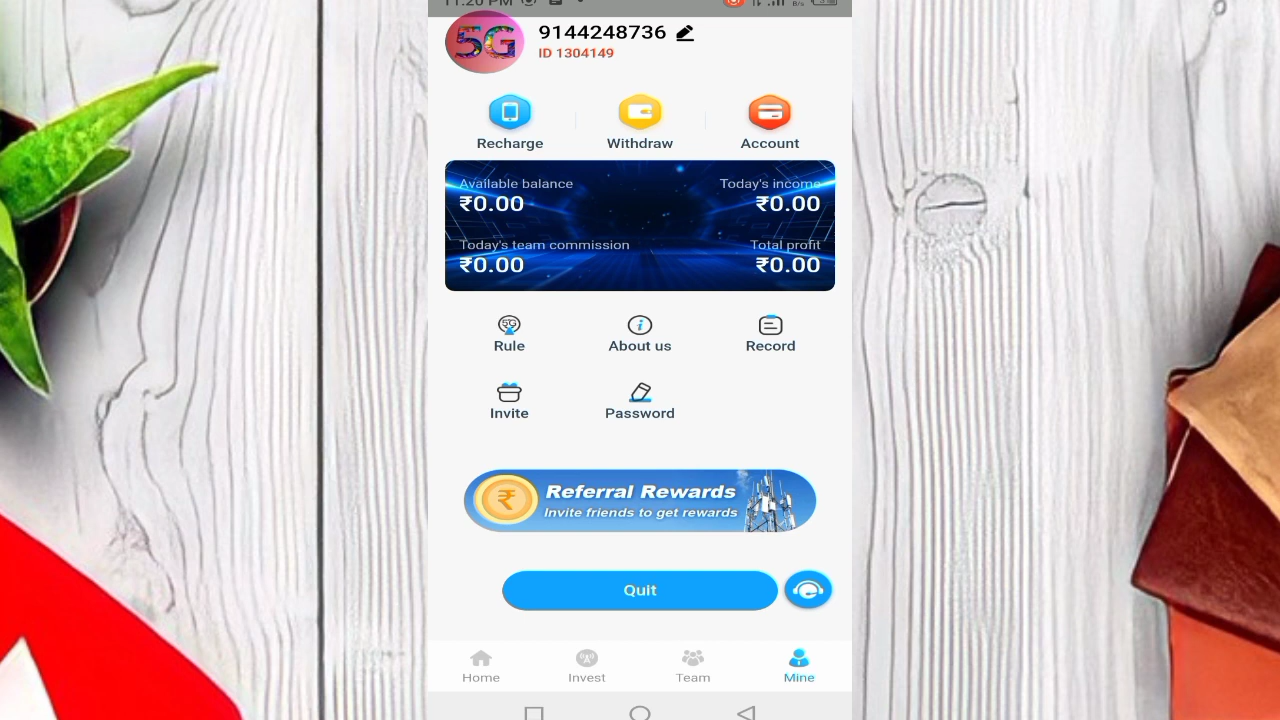 11:20 PM
5G
9144248736
ID 1304149
Recharge
Withdraw
Account
Available balance
Today's income
₹0.00
₹0.00
Today's team commission
Total profit
₹0.00
₹0.00
5G
Rule
About us
Record
Invite
Password
₹
Referral Rewards
Invite friends to get rewards
Quit
Home
Invest
Team
Mine